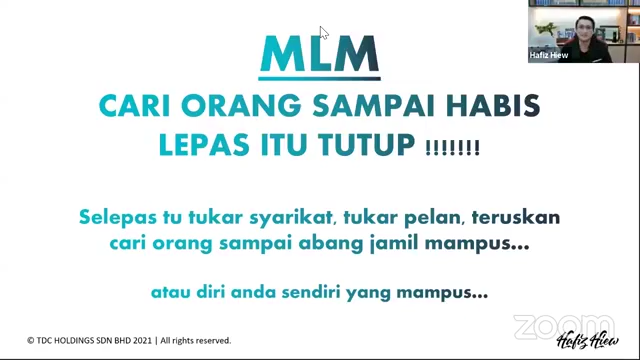 MLM
CARI ORANG SAMPAI HABIS
LEPAS ITU TUTUP !!!!!!!
Selepas tu tukar syarikat, tukar pelan, teruskan
cari orang sampai abang jamil mampus...
atau diri anda sendiri yang mampus...
Hafiz Hiew
© TDC HOLDINGS SDN BHD 2021 | All rights reserved.
zoom
Hafiz Hiew